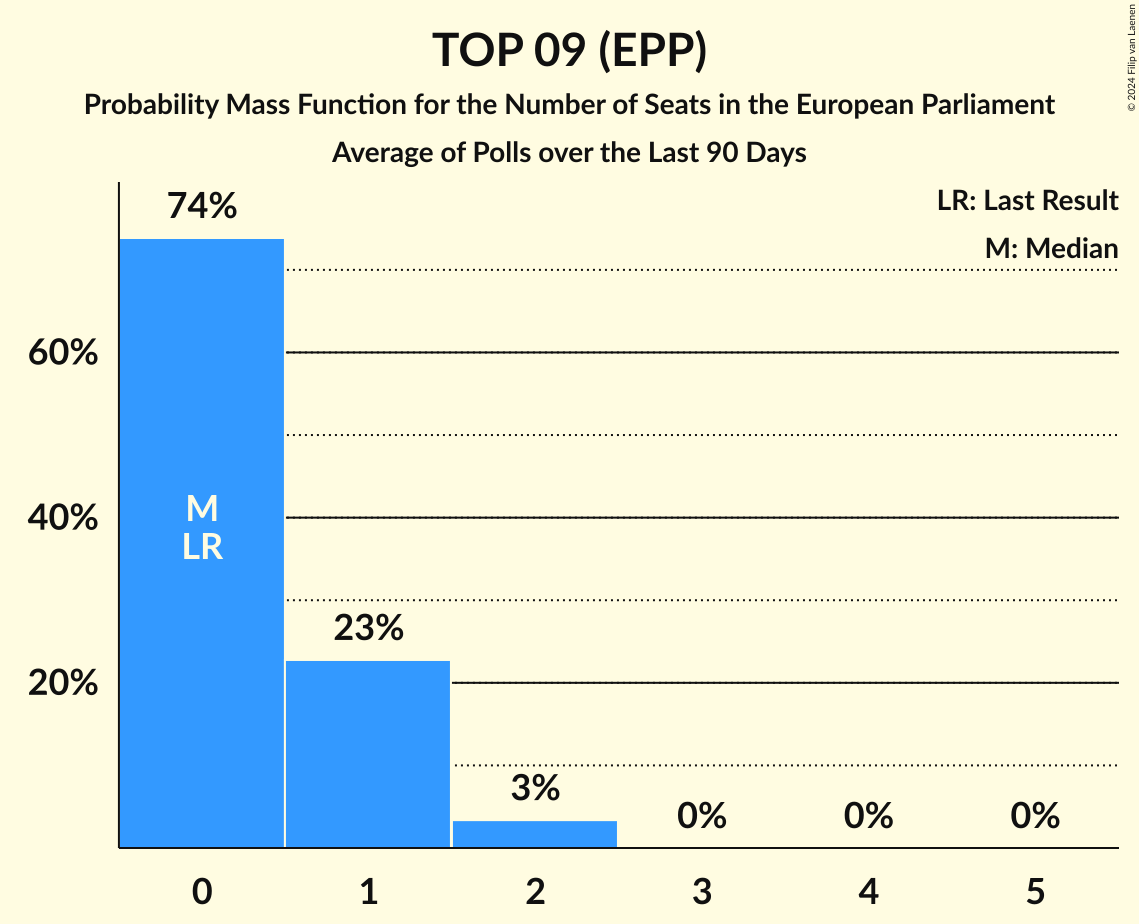 TOP 09 (EPP)
Probability Mass Function for the Number of Seats in the European Parliament
Average of Polls over the Last 90 Days
© 2024 Filip van Laenen
LR: Last Result
M: Median
74%
60%
40%
20%
M
LR
23%
3%
0%
0%
0%
0
1
2
3
4
5